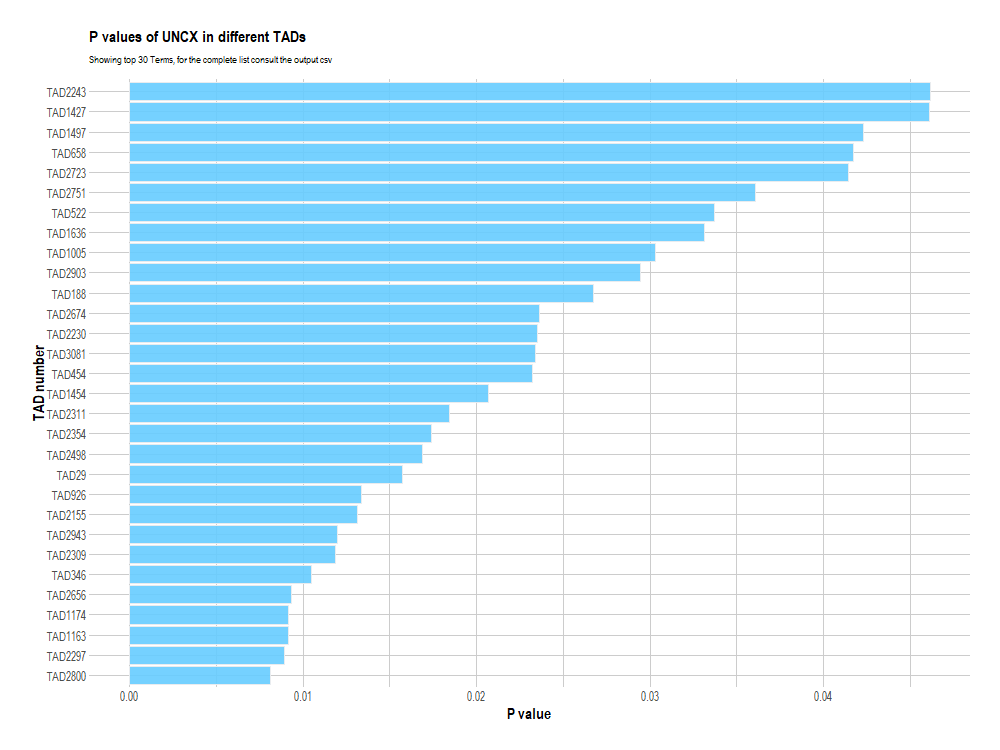 P values of UNCX in different TADs
Showing top 30 Terms, for the complete list consult the output csv
TAD2243
TAD1427
TAD1497
TAD658
TAD2723
TAD2751
TAD522
TAD1636
TAD1005
TAD2903
TAD188
TAD2674
TAD2230
TAD3081
TAD454
TAD1454
TAD2311
TAD2354
TAD2498
TAD29
TAD926
TAD2155
TAD2943
TAD2309
TAD346
TAD2656
TAD1174
TAD1163
TAD2297
TAD2800
TAD number
0.00 0.01 0.02 0.03 0.04
P value